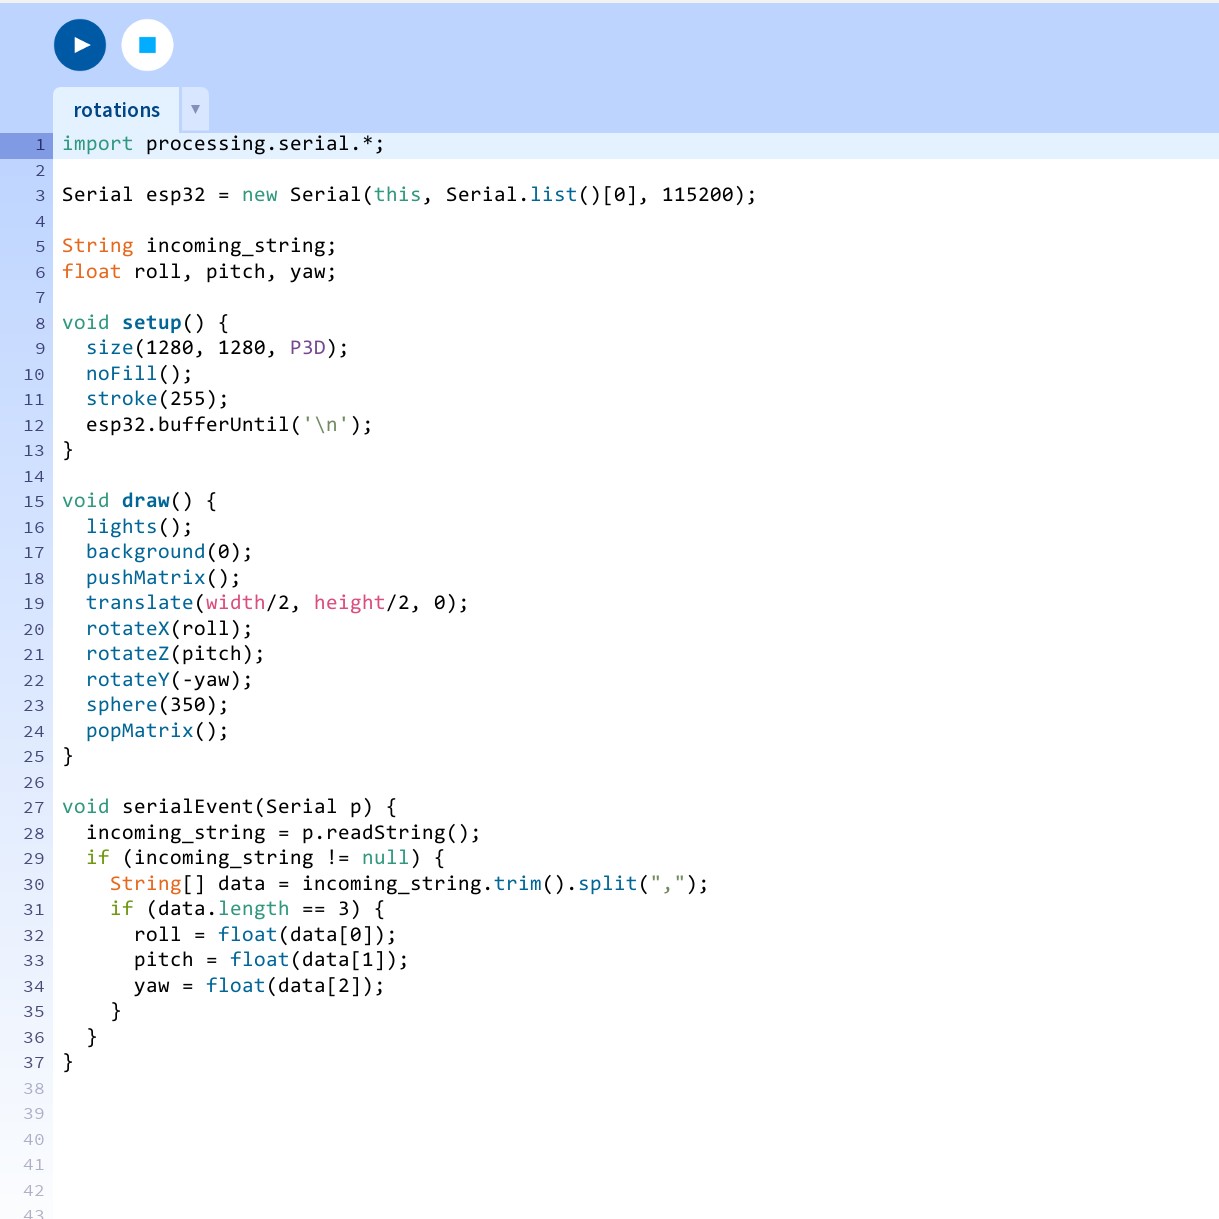 rotations
1 import processing.serial.*;
2
3 Serial esp32 = new Serial(this, Serial.list()[0], 115200);
4
5 String incoming_string;
6 float roll, pitch, yaw;
7
8 void setup() {
9   size(1280, 1280, P3D);
10   noFill();
11   stroke(255);
12   esp32.bufferUntil('\n');
13 }
14
15 void draw() {
16   lights();
17   background(0);
18   pushMatrix();
19   translate(width/2, height/2, 0);
20   rotateX(roll);
21   rotateZ(pitch);
22   rotateY(-yaw);
23   sphere(350);
24   popMatrix();
25 }
26
27 void serialEvent(Serial p) {
28   incoming_string = p.readString();
29   if (incoming_string != null) {
30     String[] data = incoming_string.trim().split(",");
31     if (data.length == 3) {
32       roll = float(data[0]);
33       pitch = float(data[1]);
34       yaw = float(data[2]);
35     }
36   }
37 }
38
39
40
41
42
43